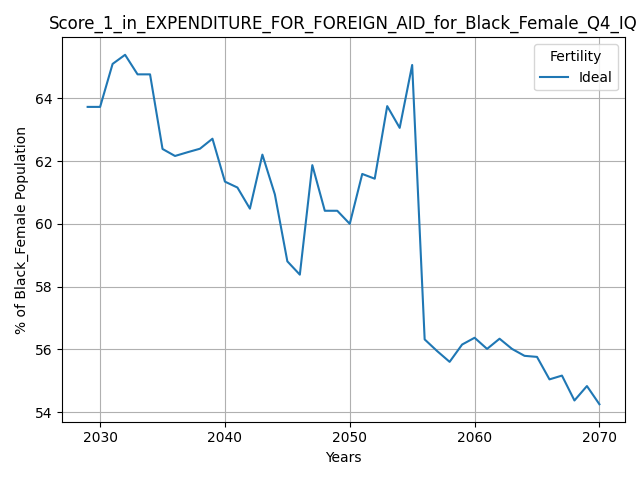 Score_1_in_EXPENDITURE_FOR_FOREIGN_AID_for_Black_Female_Q4_IQ
Fertility
Ideal
64
62
60
58
56
54
% of Black_Female Population
2030 2040 2050 2060 2070
Years